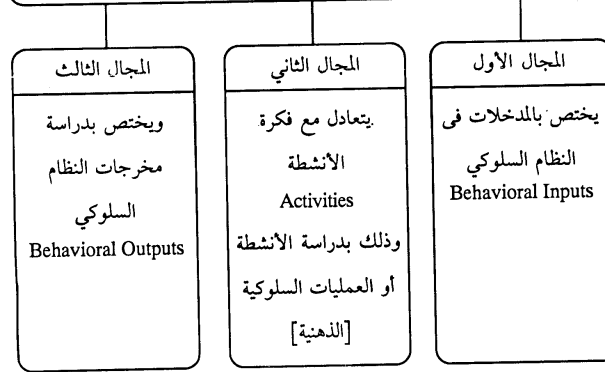 المجال الأول
يختص بالمدخلات فى
النظام السلوكي
Behavioral Inputs
المجال الثاني
يتعادل مع فكرة
الأنشطة
Activities
وذلك بدراسة الأنشطة
أو العمليات السلوكية
[الذهنية]
المجال الثالث
ويختص بدراسة
مخرجات النظام
السلوكي
Behavioral Outputs